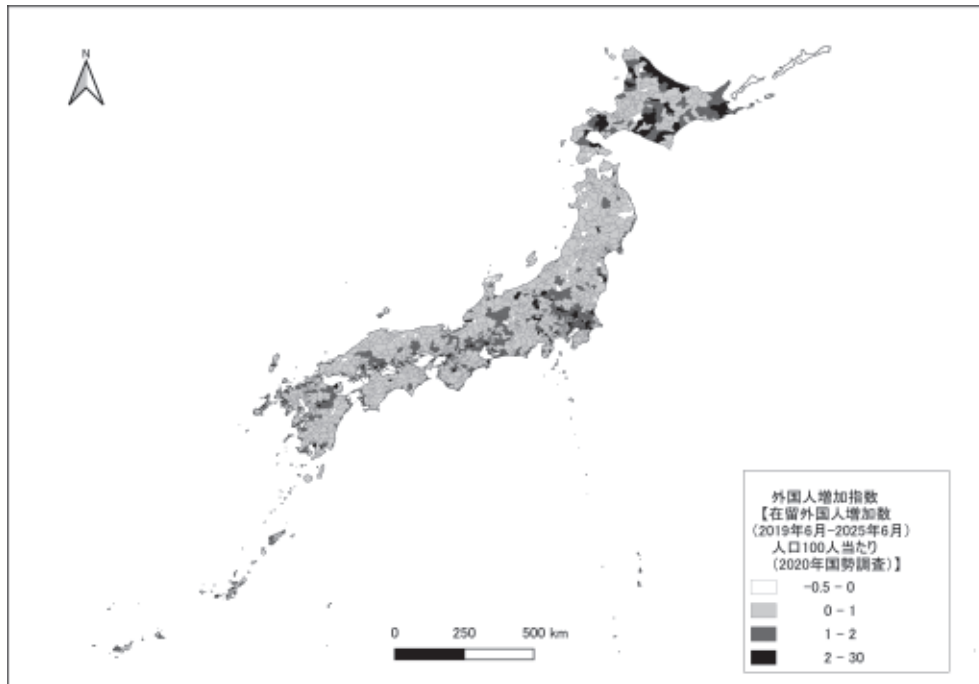 N
外国人増加指数
【在留外国人増加数
(2019年6月-2025年6月)
人口100人当たり
(2020年国勢調査)】
-0.5 - 0
0 - 1
1 - 2
2 - 30
0 250 500 km